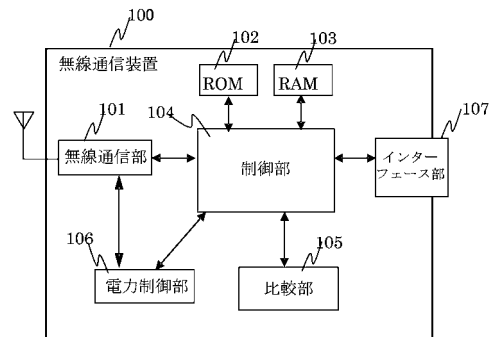 100
無線通信装置
102
103
ROM
RAM
101
104
107
無線通信部
制御部
インター
フェース部
106
105
電力制御部
比較部